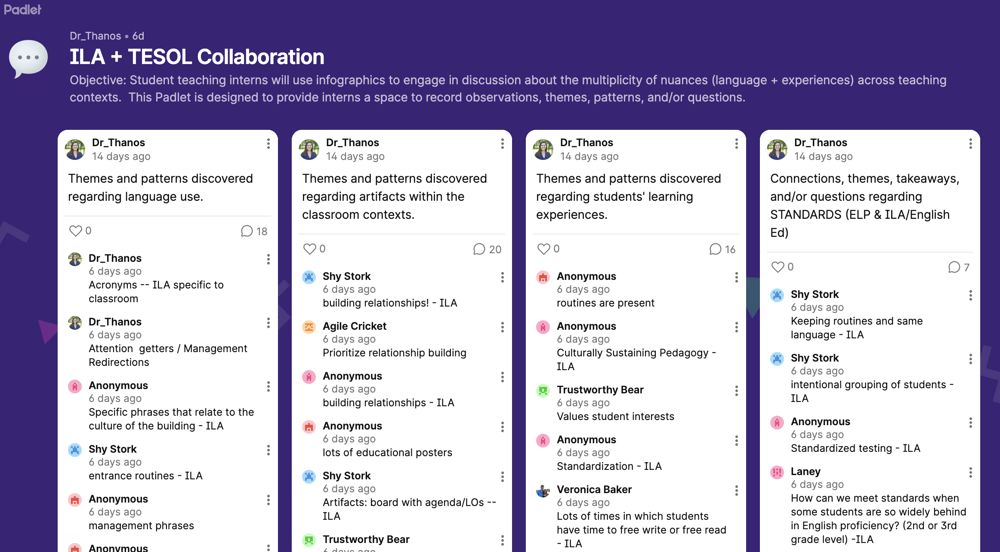 Padlet
Dr_Thanos • 6d
ILA + TESOL Collaboration
Objective: Student teaching interns will use infographics to engage in discussion about the multiplicity of nuances (language + experiences) across teaching
contexts.  This Padlet is designed to provide interns a space to record observations, themes, patterns, and/or questions.
Dr_Thanos
14 days ago
Themes and patterns discovered
regarding language use.
0
18
Dr_Thanos
6 days ago
Acronyms -- ILA specific to
classroom
Dr_Thanos
6 days ago
Attention  getters / Management
Redirections
Anonymous
6 days ago
Specific phrases that relate to the
culture of the building - ILA
Shy Stork
6 days ago
entrance routines - ILA
Anonymous
6 days ago
management phrases
Anonymous
Dr_Thanos
14 days ago
Themes and patterns discovered
regarding artifacts within the
classroom contexts.
0
20
Shy Stork
6 days ago
building relationships! - ILA
Agile Cricket
6 days ago
Prioritize relationship building
Anonymous
6 days ago
building relationships - ILA
Anonymous
6 days ago
lots of educational posters
Shy Stork
6 days ago
Artifacts: board with agenda/LOs --
ILA
Trustworthy Bear
6 days ago
Dr_Thanos
14 days ago
Themes and patterns discovered
regarding students' learning
experiences.
0
16
Anonymous
6 days ago
routines are present
Anonymous
6 days ago
Culturally Sustaining Pedagogy -
ILA
Trustworthy Bear
6 days ago
Values student interests
Anonymous
6 days ago
Standardization - ILA
Veronica Baker
6 days ago
Lots of times in which students
have time to free write or free read
- ILA
Dr_Thanos
14 days ago
Connections, themes, takeaways,
and/or questions regarding
STANDARDS (ELP & ILA/English
Ed)
0
7
Shy Stork
6 days ago
Keeping routines and same
language - ILA
Shy Stork
6 days ago
intentional grouping of students -
ILA
Anonymous
6 days ago
Standardized testing - ILA
Laney
6 days ago
How can we meet standards when
some students are so widely behind
in English proficiency? (2nd or 3rd
grade level) -ILA